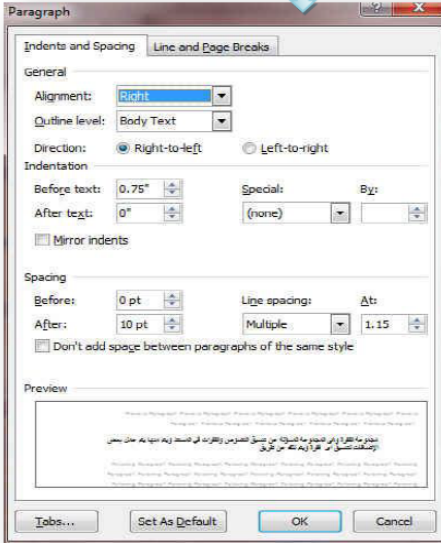 Paragraph
Indents and Spacing Line and Page Breaks
General
Alignment: Right
Outline level: Body Text
Direction: Right-to-left Left-to-right
Indentation
Before text: 0.75" Special: By:
After text: 0" (none)
Mirror indents
Spacing
Before: 0 pt Line spacing: At:
After: 10 pt Multiple 1.15
Don't add space between paragraphs of the same style
Preview
Tabs... Set As Default OK Cancel